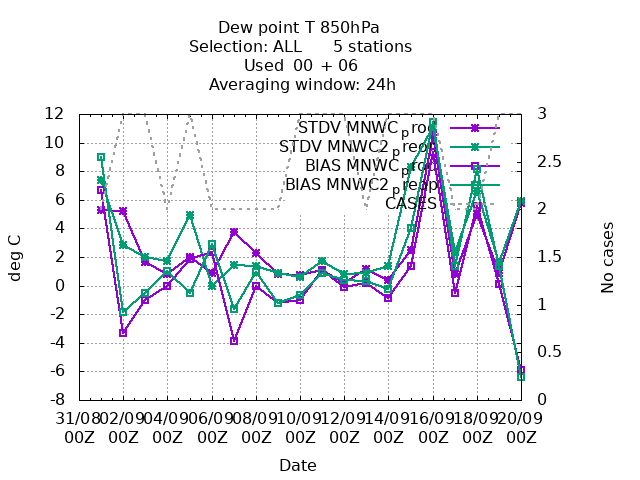 Dew point T 850hPa
Selection: ALL 5 stations
Used 00 + 06
Averaging window: 24h
12
10
8
6
4
2
0
-2
-4
-6
-8
3
2.5
2
1.5
1
0.5
0
deg C
No cases
STDV MNWC_proc
STDV MNWC2_preop
BIAS MNWC_proc
BIAS MNWC2_preop
CASES
31/08 02/09 04/09 06/09 08/09 10/09 12/09 14/09 16/09 18/09 20/09
00Z 00Z 00Z 00Z 00Z 00Z 00Z 00Z 00Z 00Z 00Z
Date